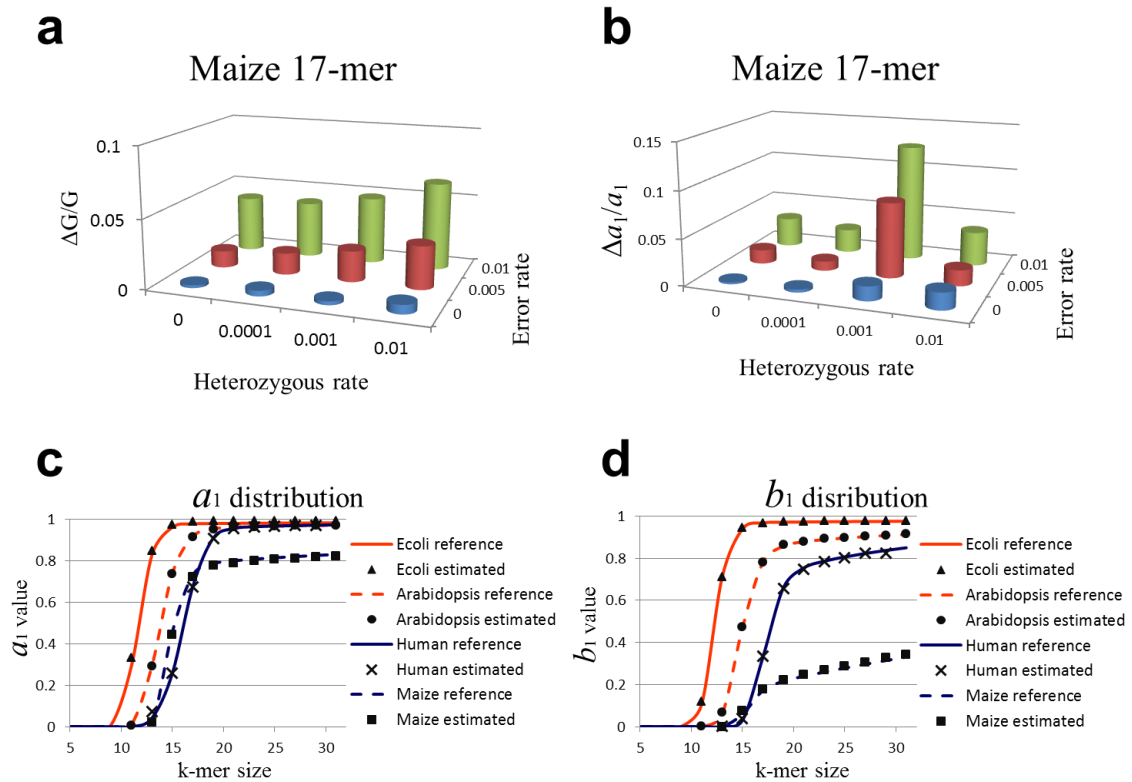 a
Maize 17-mer
0.1
0.05
0
ΔG/G
0
0.0001
0.001
0.01
Heterozygous rate
0.01
0.005
0
Error rate
b
Maize 17-mer
0.15
0.1
0.05
0
Δa1/a1
0
0.0001
0.001
0.01
Heterozygous rate
0.01
0.005
0
Error rate
c
a1 distribution
1
0.8
0.6
0.4
0.2
0
a1 value
5 10 15 20 25 30
k-mer size
Ecoli reference
Ecoli estimated
Arabidopsis reference
Arabidopsis estimated
Human reference
Human estimated
Maize reference
Maize estimated
d
b1 disribution
1
0.8
0.6
0.4
0.2
0
b1 value
5 10 15 20 25 30
k-mer size
Ecoli reference
Ecoli estimated
Arabidopsis reference
Arabidopsis estimated
Human reference
Human estimated
Maize reference
Maize estimated